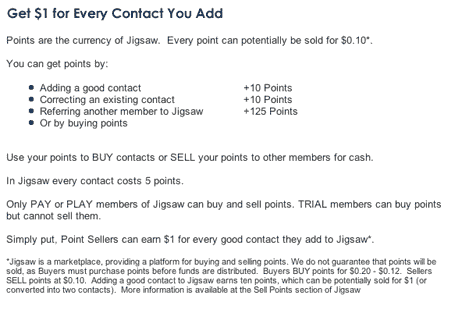 Get $1 for Every Contact You Add
Points are the currency of Jigsaw. Every point can potentially be sold for $0.10*.
You can get points by:
• Adding a good contact +10 Points
• Correcting an existing contact +10 Points
• Referring another member to Jigsaw +125 Points
• Or by buying points
Use your points to BUY contacts or SELL your points to other members for cash.
In Jigsaw every contact costs 5 points.
Only PAY or PLAY members of Jigsaw can buy and sell points. TRIAL members can buy points
but cannot sell them.
Simply put, Point Sellers can earn $1 for every good contact they add to Jigsaw*.
*Jigsaw is a marketplace, providing a platform for buying and selling points. We do not guarantee that points will be
sold, as Buyers must purchase points before funds are distributed. Buyers BUY points for $0.20 - $0.12. Sellers
SELL points at $0.10. Adding a good contact to Jigsaw earns ten points, which can be potentially sold for $1 (or
converted into two contacts). More information is available at the Sell Points section of Jigsaw